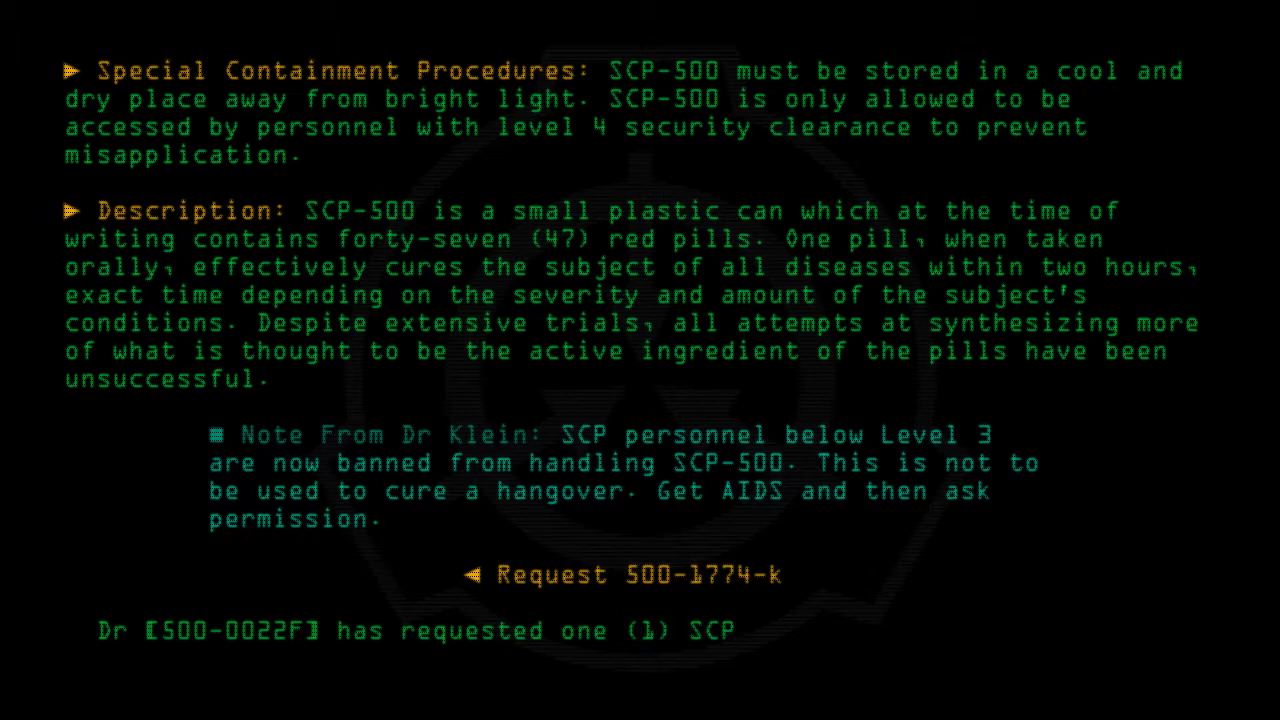 ► Special Containment Procedures: SCP-500 must be stored in a cool and
dry place away from bright light. SCP-500 is only allowed to be
accessed by personnel with level 4 security clearance to prevent
misapplication.
► Description: SCP-500 is a small plastic can which at the time of
writing contains forty-seven (47) red pills. One pill, when taken
orally, effectively cures the subject of all diseases within two hours,
exact time depending on the severity and amount of the subject's
conditions. Despite extensive trials, all attempts at synthesizing more
of what is thought to be the active ingredient of the pills have been
unsuccessful.
■ Note From Dr Klein: SCP personnel below Level 3
are now banned from handling SCP-500. This is not to
be used to cure a hangover. Get AIDS and then ask
permission.
◄ Request 500-1774-k
Dr [500-0022F] has requested one (1) SCP